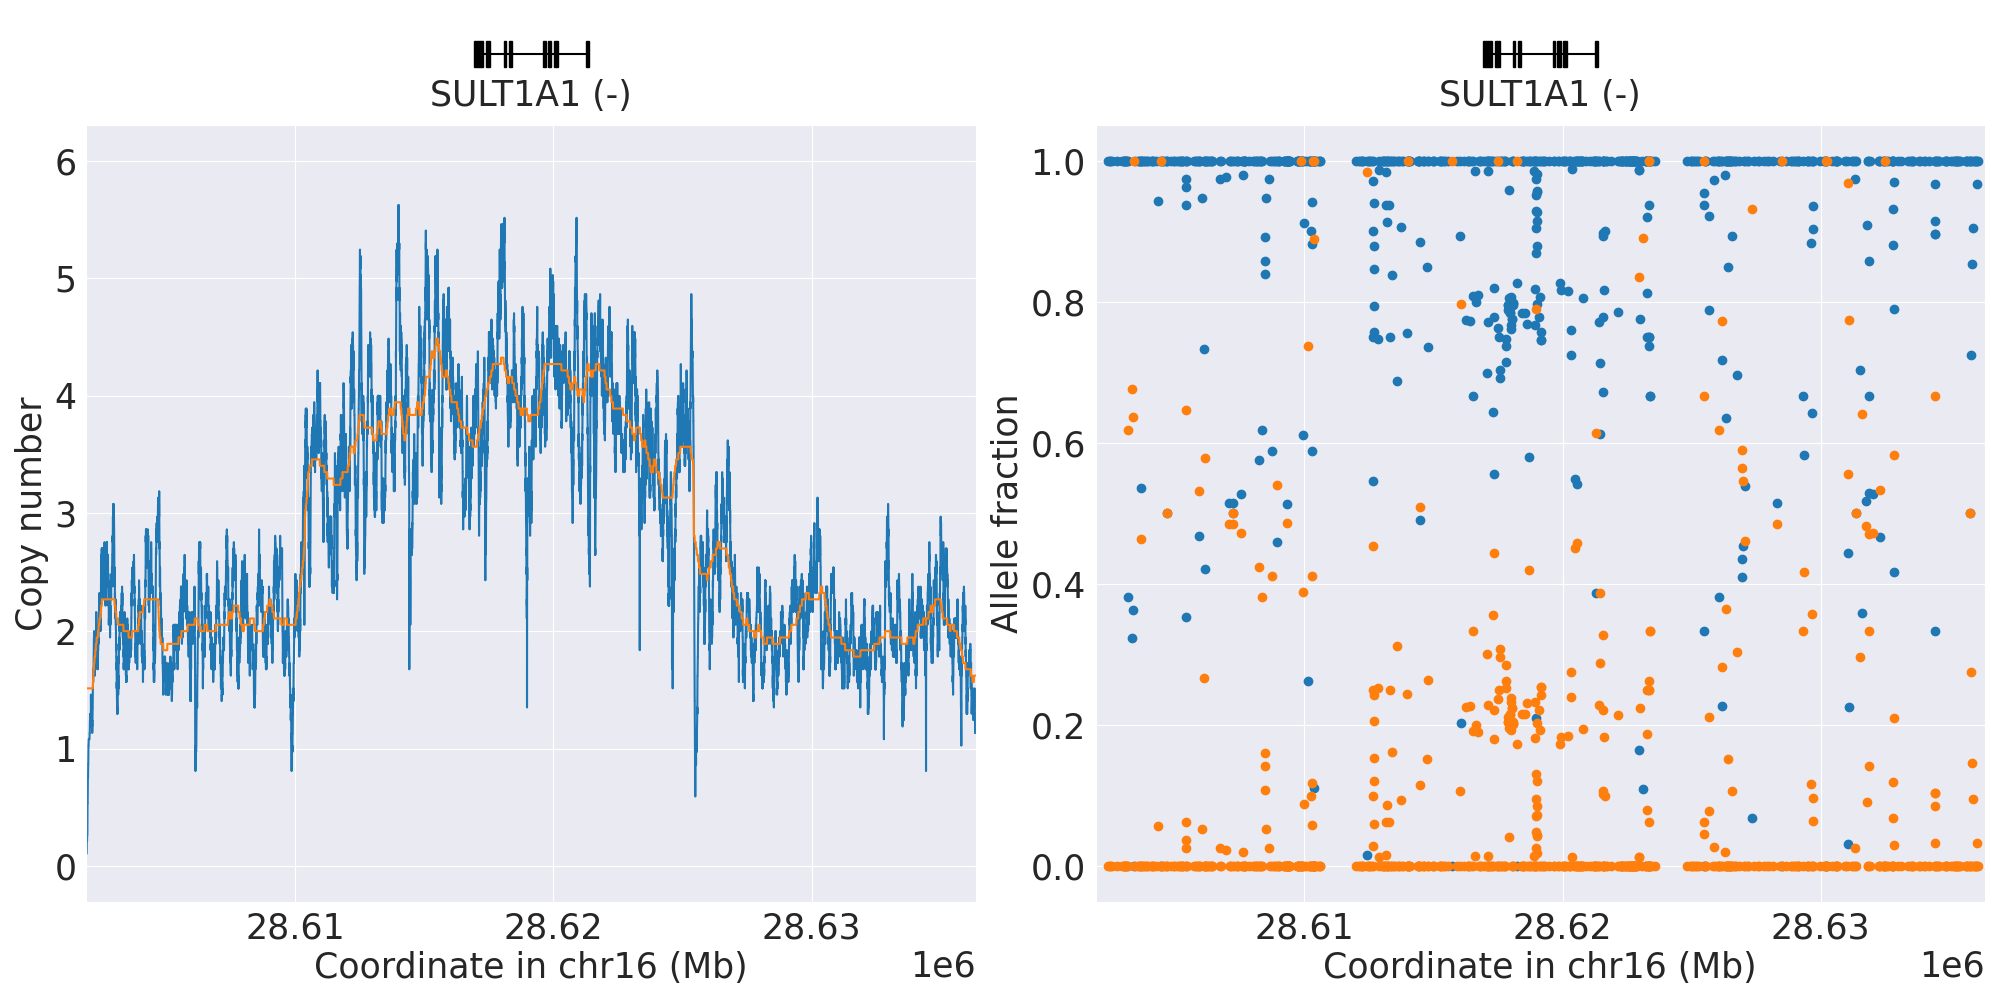 SULT1A1 (-)
Copy number
6
5
4
3
2
1
0
28.61 28.62 28.63
Coordinate in chr16 (Mb) 1e6
SULT1A1 (-)
Allele fraction
1.0
0.8
0.6
0.4
0.2
0.0
28.61 28.62 28.63
Coordinate in chr16 (Mb) 1e6